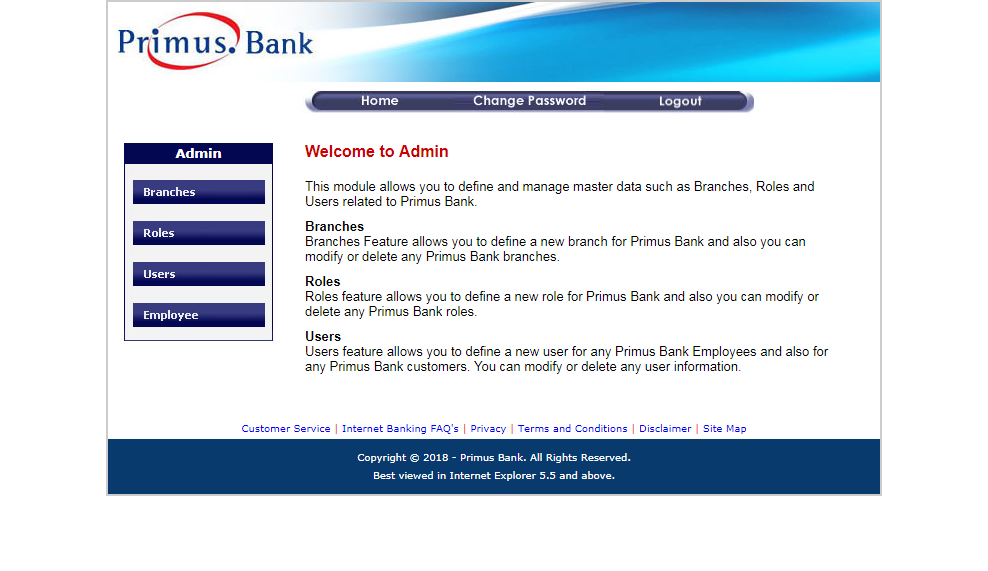 Primus. Bank
Home Change Password Logout
Admin
Branches
Roles
Users
Employee
Welcome to Admin
This module allows you to define and manage master data such as Branches, Roles and
Users related to Primus Bank.
Branches
Branches Feature allows you to define a new branch for Primus Bank and also you can
modify or delete any Primus Bank branches.
Roles
Roles feature allows you to define a new role for Primus Bank and also you can modify or
delete any Primus Bank roles.
Users
Users feature allows you to define a new user for any Primus Bank Employees and also for
any Primus Bank customers. You can modify or delete any user information.
Customer Service | Internet Banking FAQ's | Privacy | Terms and Conditions | Disclaimer | Site Map
Copyright © 2018 - Primus Bank. All Rights Reserved.
Best viewed in Internet Explorer 5.5 and above.